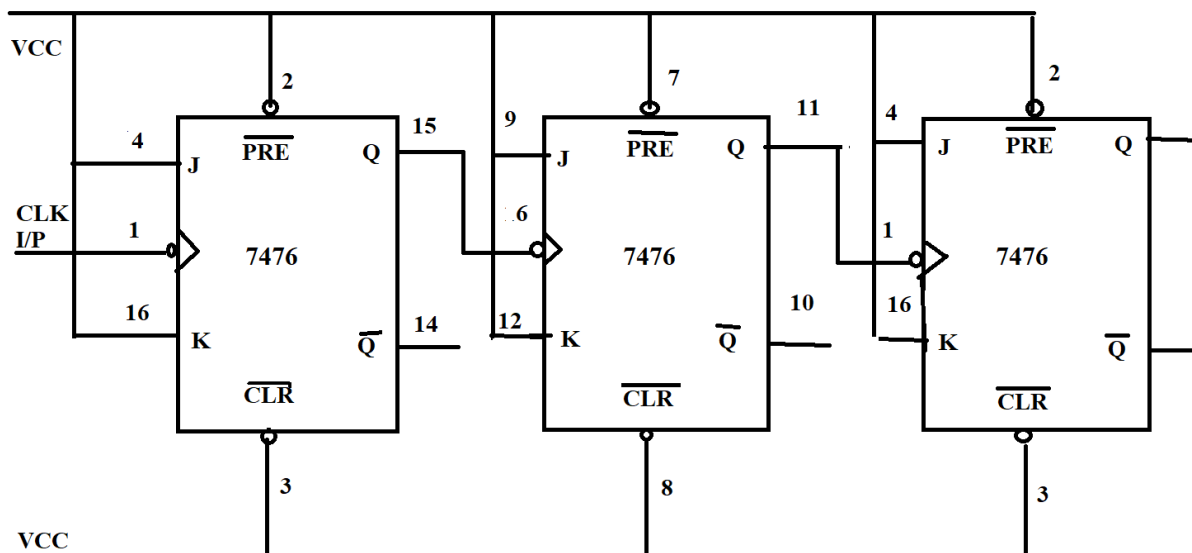 VCC
2 7 2
4 15 9 11 4
PRE PRE PRE
J Q J Q J Q
CLK
I/P
1 6 1
7476 7476 7476
16 14 12 10 16
K Q K Q K Q
CLR CLR CLR
3 8 3
VCC